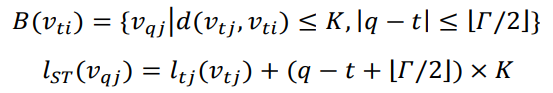 B(v_{ti}) = {v_{qj}|d(v_{tj}, v_{ti}) ≤ K, |q − t| ≤ ⌊Γ/2⌋}
l_{ST}(v_{qj}) = l_{tj}(v_{tj}) + (q − t + ⌊Γ/2⌋) × K